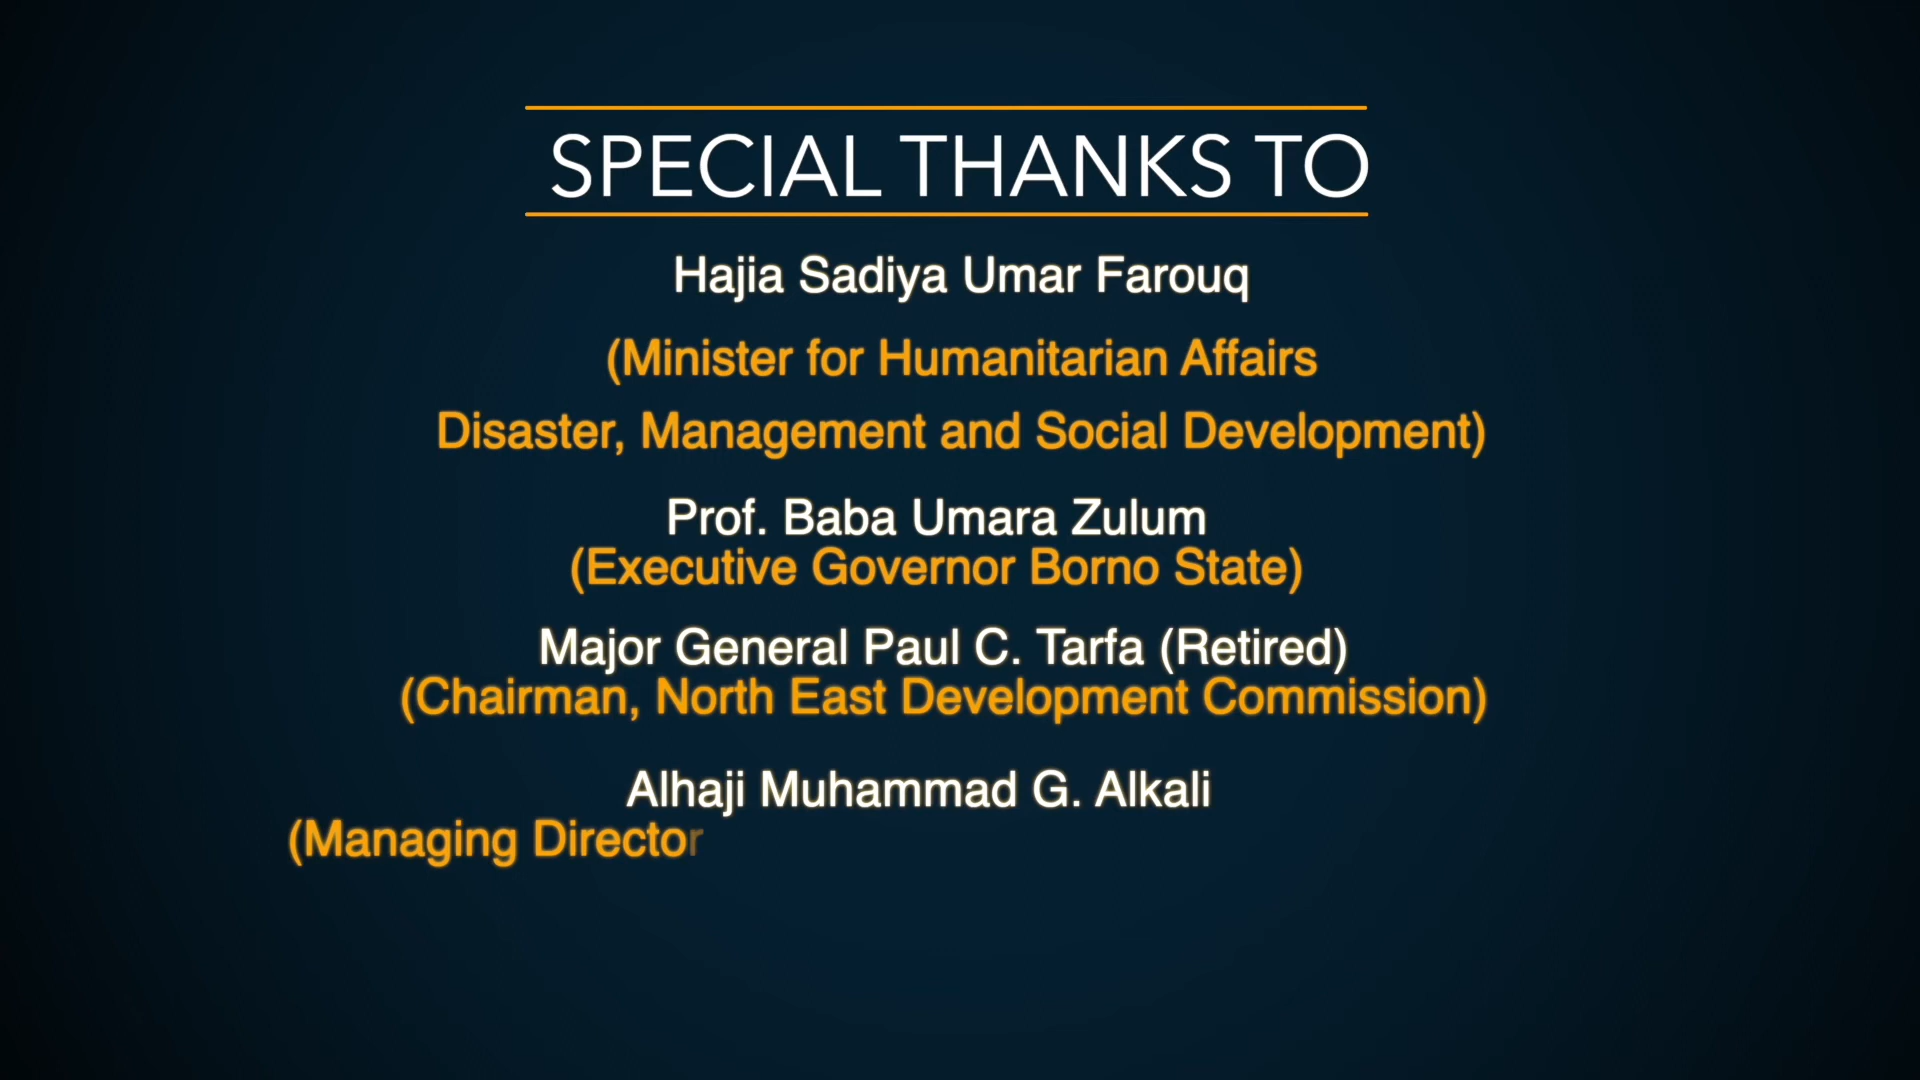 SPECIAL THANKS TO
Hajia Sadiya Umar Farouq
(Minister for Humanitarian Affairs
Disaster, Management and Social Development)
Prof. Baba Umara Zulum
(Executive Governor Borno State)
Major General Paul C. Tarfa (Retired)
(Chairman, North East Development Commission)
Alhaji Muhammad G. Alkali
(Managing Director